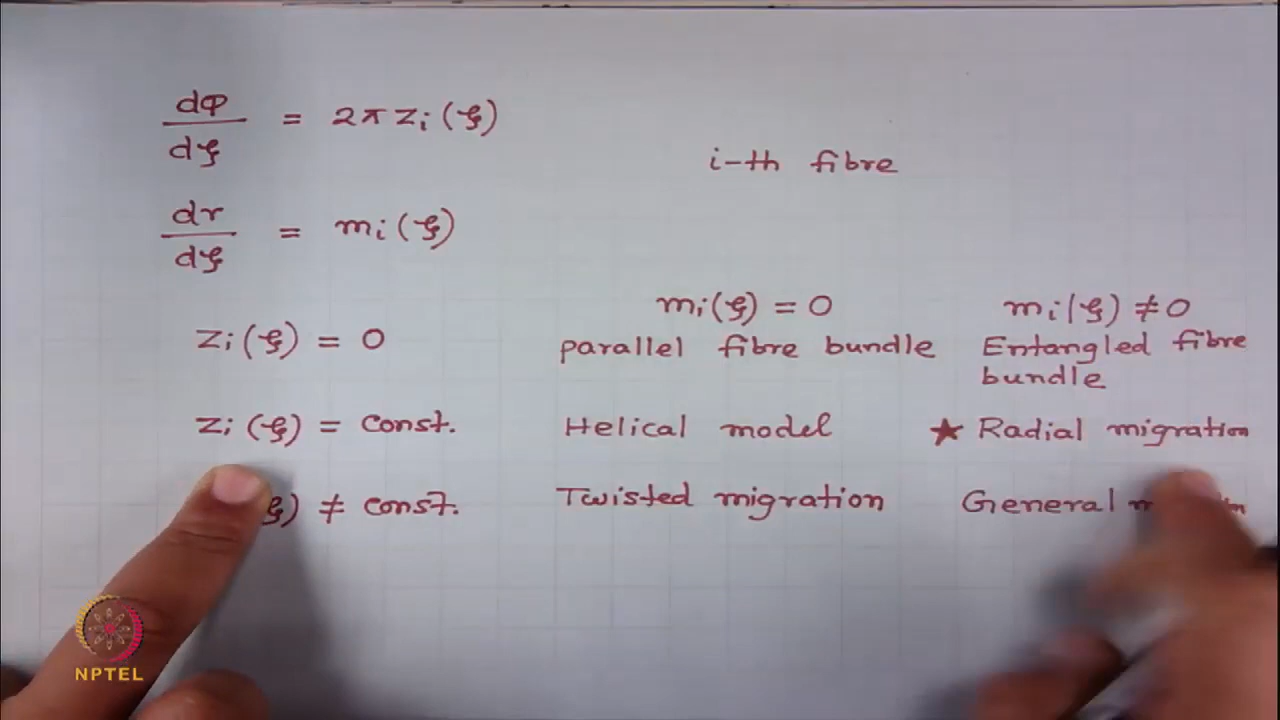 dφ/dξ = 2π zᵢ(ξ)
i-th fibre
dr/dξ = mᵢ(ξ)
mᵢ(ξ) = 0 mᵢ(ξ) ≠ 0
zᵢ(ξ) = 0 parallel fibre bundle Entangled fibre
bundle
zᵢ(ξ) = const. Helical model ★ Radial migration
ξ) ≠ const. Twisted migration General
NPTEL